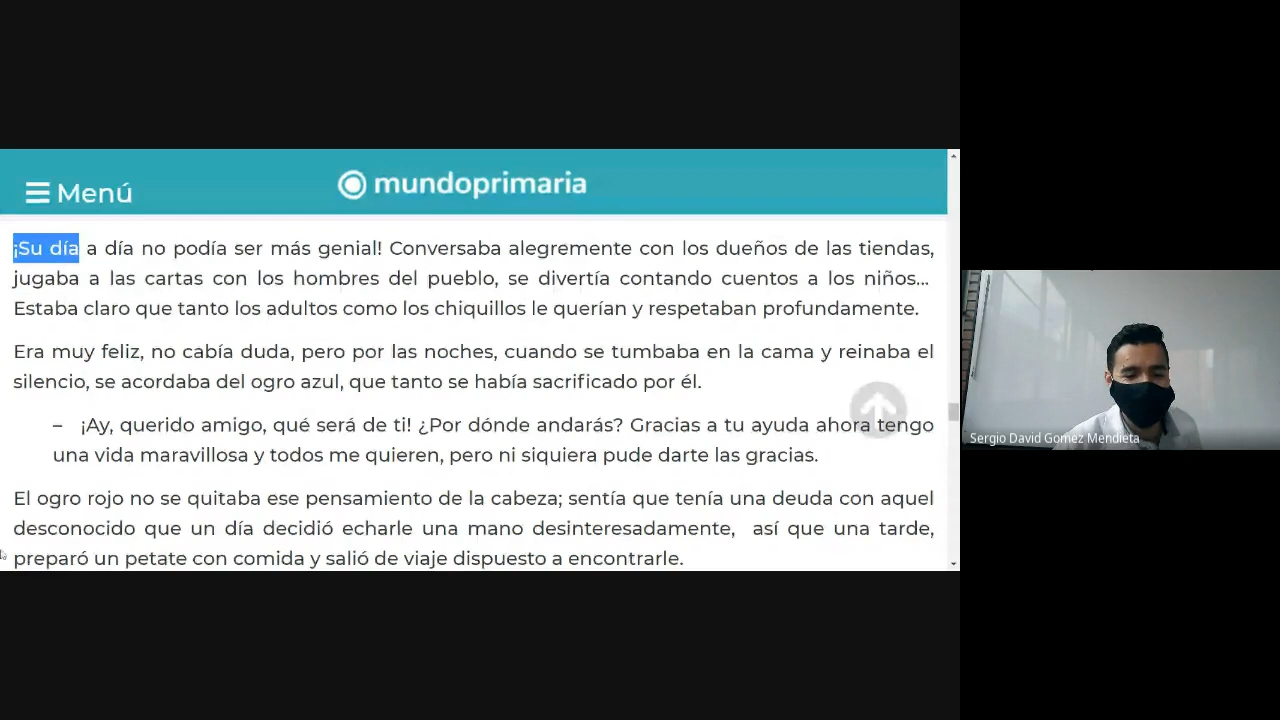 Menú
mundoprimaria
¡Su día a día no podía ser más genial! Conversaba alegremente con los dueños de las tiendas,
jugaba a las cartas con los hombres del pueblo, se divertía contando cuentos a los niños...
Estaba claro que tanto los adultos como los chiquillos le querían y respetaban profundamente.
Era muy feliz, no cabía duda, pero por las noches, cuando se tumbaba en la cama y reinaba el
silencio, se acordaba del ogro azul, que tanto se había sacrificado por él.
– ¡Ay, querido amigo, qué será de ti! ¿Por dónde andarás? Gracias a tu ayuda ahora tengo
una vida maravillosa y todos me quieren, pero ni siquiera pude darte las gracias.
El ogro rojo no se quitaba ese pensamiento de la cabeza; sentía que tenía una deuda con aquel
desconocido que un día decidió echarle una mano desinteresadamente, así que una tarde,
preparó un petate con comida y salió de viaje dispuesto a encontrarle.
Sergio David Gomez Mendieta